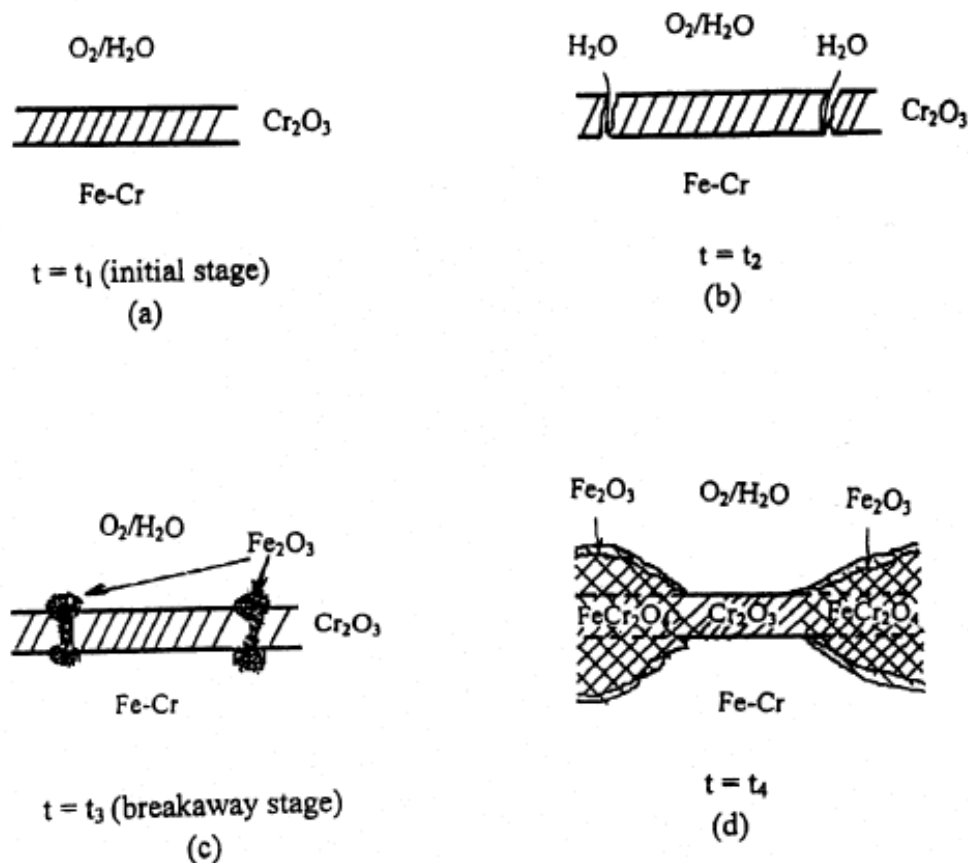 O₂/H₂O
Cr₂O₃
Fe-Cr
t = t₁ (initial stage)
(a)
H₂O O₂/H₂O H₂O
Cr₂O₃
Fe-Cr
t = t₂
(b)
O₂/H₂O Fe₂O₃
Cr₂O₃
Fe-Cr
t = t₃ (breakaway stage)
(c)
Fe₂O₃ O₂/H₂O Fe₂O₃
FeCr₂O Cr₂O₃ FeCr₂O₄
Fe-Cr
t = t₄
(d)